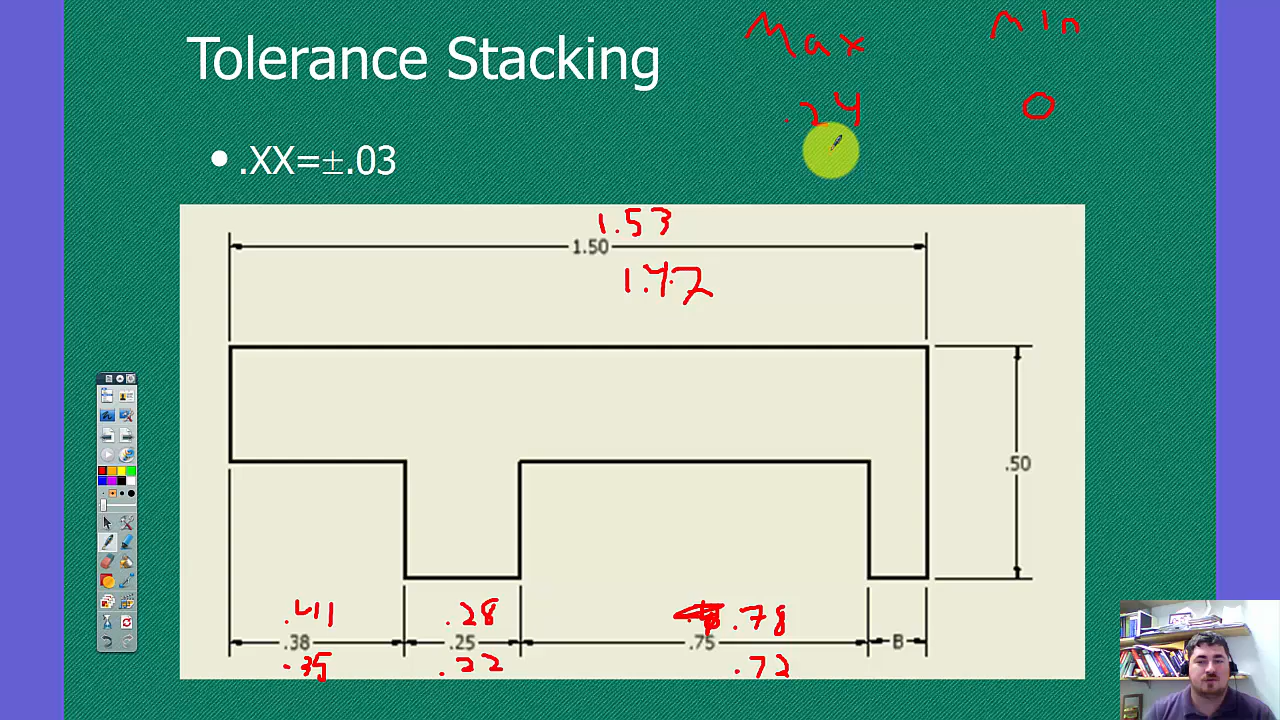 Max Min
Tolerance Stacking
.24 0
• .XX=±.03
1.53
1.50
1.47
.50
.41 .28 .78
.38 .25 .75 B
.35 .22 .72